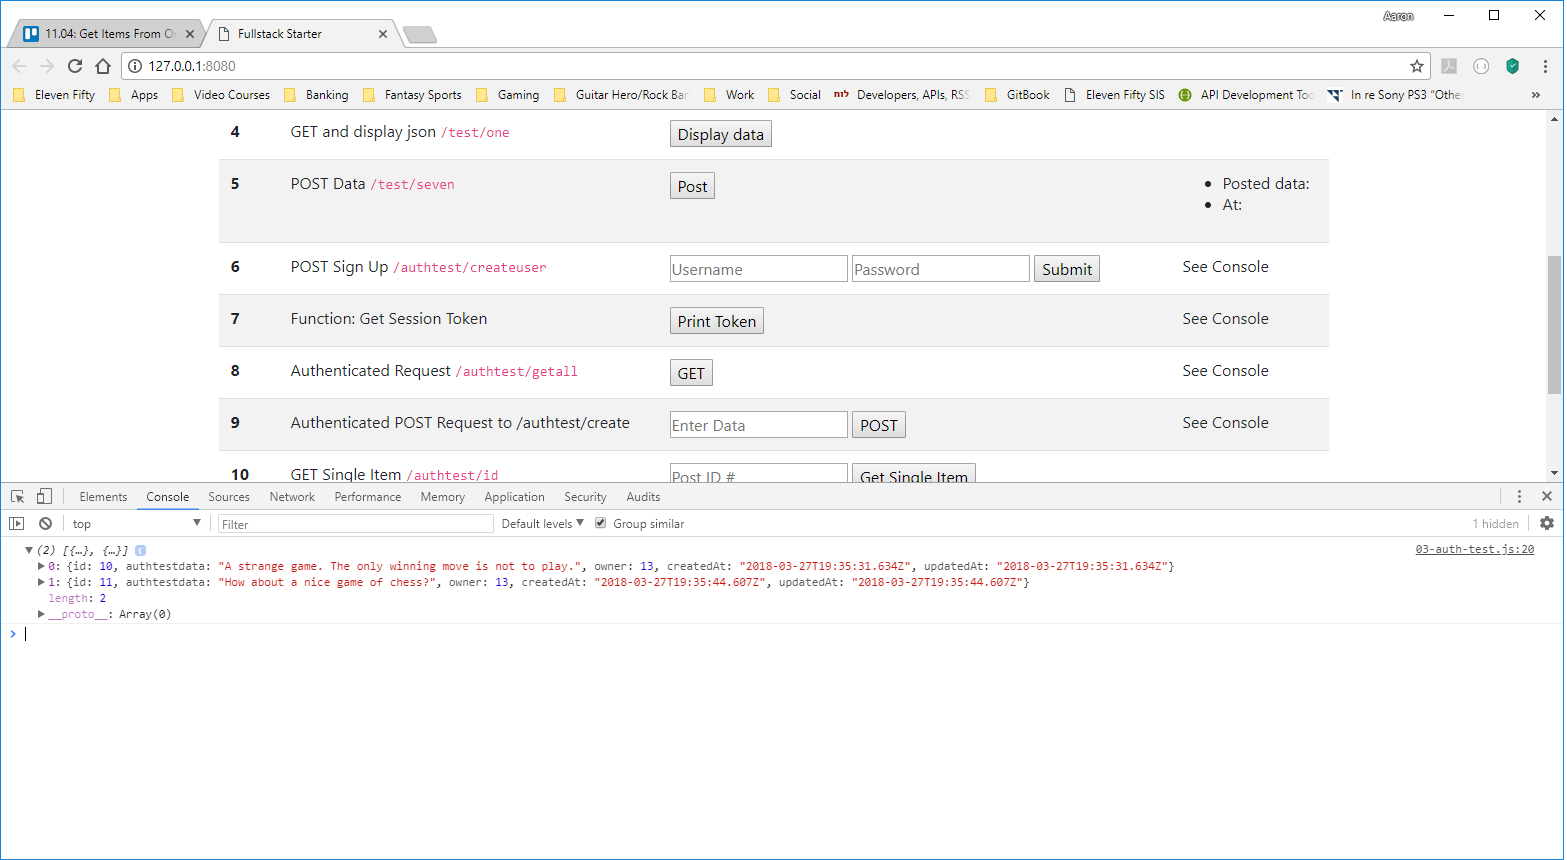 Aaron
11.04: Get Items From Or
Fullstack Starter
127.0.0.1:8080
Eleven Fifty Apps Video Courses Banking Fantasy Sports Gaming Guitar Hero/Rock Ban Work Social לוח Developers, APIs, RSS GitBook Eleven Fifty SIS API Development Too In re Sony PS3 "Other »
4 GET and display json /test/one Display data
5 POST Data /test/seven Post • Posted data:
• At:
6 POST Sign Up /authtest/createuser Username Password Submit See Console
7 Function: Get Session Token Print Token See Console
8 Authenticated Request /authtest/getall GET See Console
9 Authenticated POST Request to /authtest/create Enter Data POST See Console
10 GET Single Item /authtest/id Post ID # Get Single Item
Elements Console Sources Network Performance Memory Application Security Audits
top Filter Default levels Group similar 1 hidden
(2) [{…}, {…}] 03-auth-test.js:20
0: {id: 10, authtestdata: "A strange game. The only winning move is not to play.", owner: 13, createdAt: "2018-03-27T19:35:31.634Z", updatedAt: "2018-03-27T19:35:31.634Z"}
1: {id: 11, authtestdata: "How about a nice game of chess?", owner: 13, createdAt: "2018-03-27T19:35:44.607Z", updatedAt: "2018-03-27T19:35:44.607Z"}
length: 2
__proto__: Array(0)